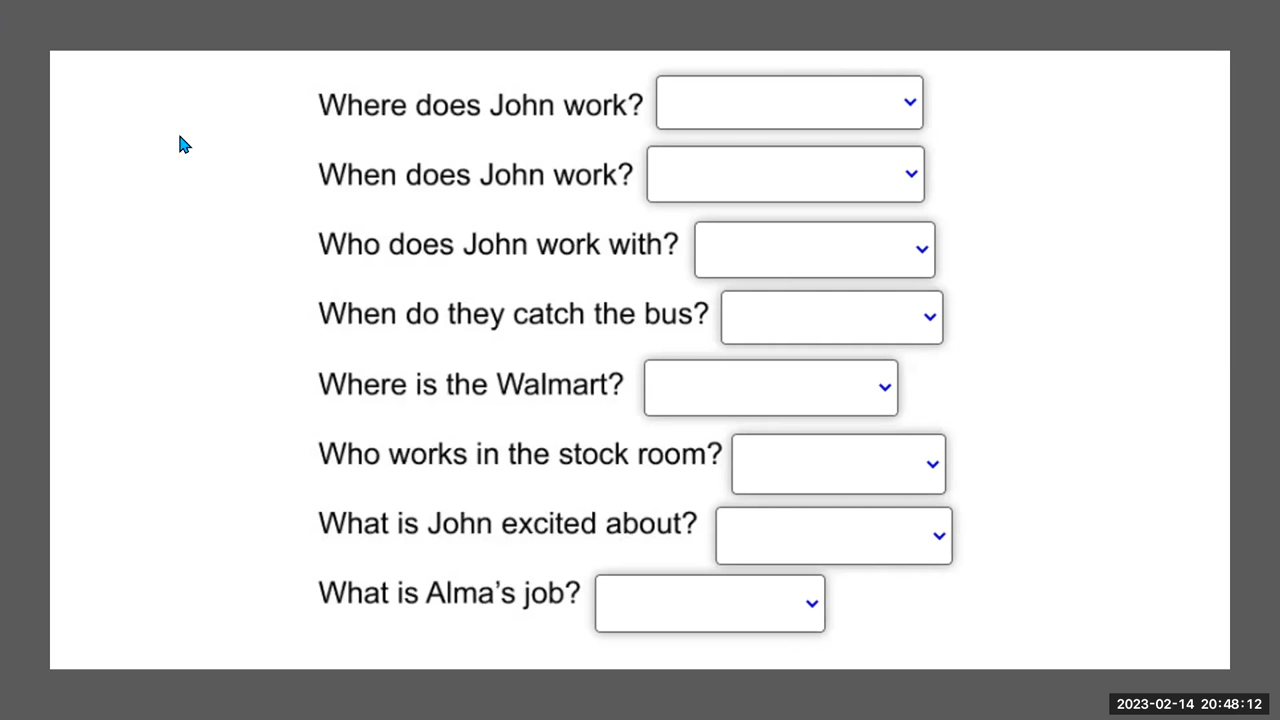 Where does John work?
When does John work?
Who does John work with?
When do they catch the bus?
Where is the Walmart?
Who works in the stock room?
What is John excited about?
What is Alma’s job?
2023-02-14 20:48:12